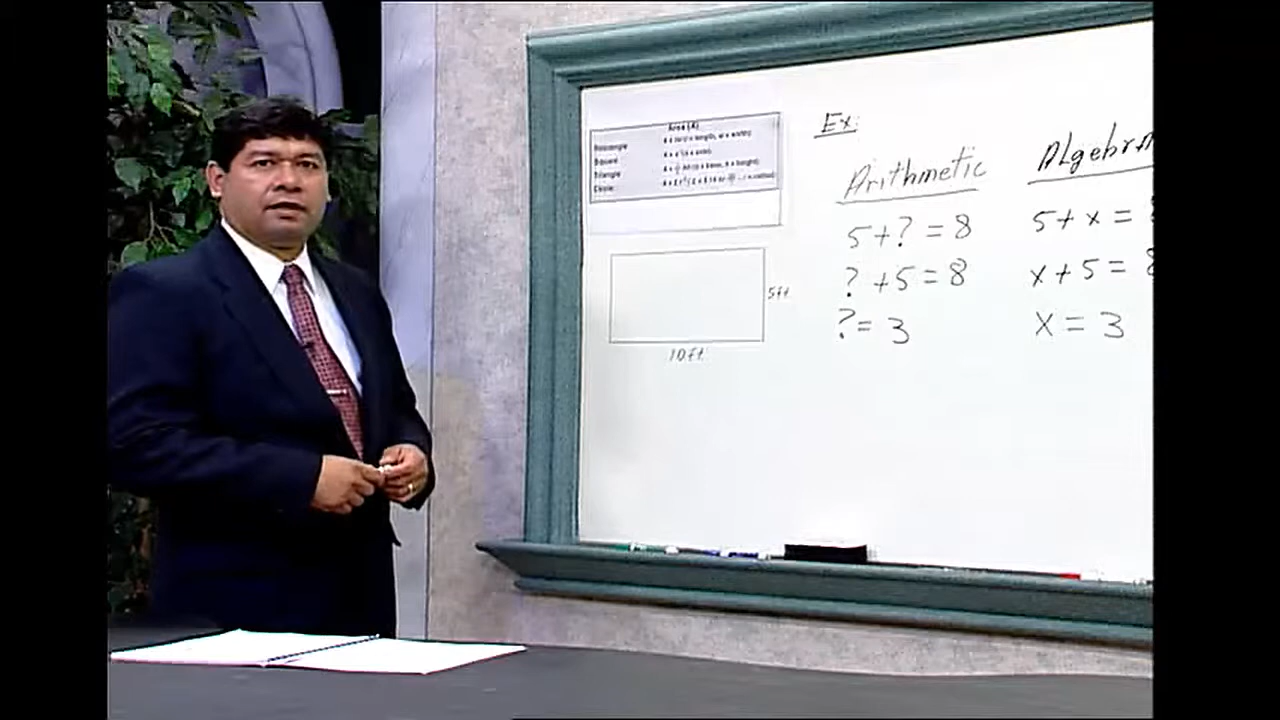 Area (A)
Rectangle
Square
Triangle
Circle
5ft
10ft
Ex:
Arithmetic
5+? = 8
? +5 = 8
? = 3
Algebra
5+x =
x+5 =
x = 3